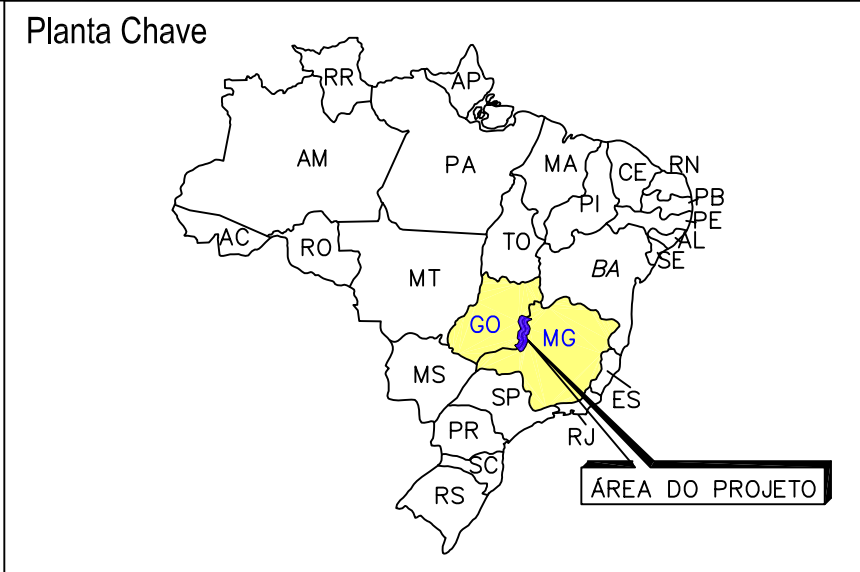 Planta Chave
RR
AP
AM
PA
MA
CE
RN
PB
PI
PE
AC
RO
TO
AL
SE
BA
MT
GO
MG
MS
SP
ES
RJ
PR
SC
RS
ÁREA DO PROJETO